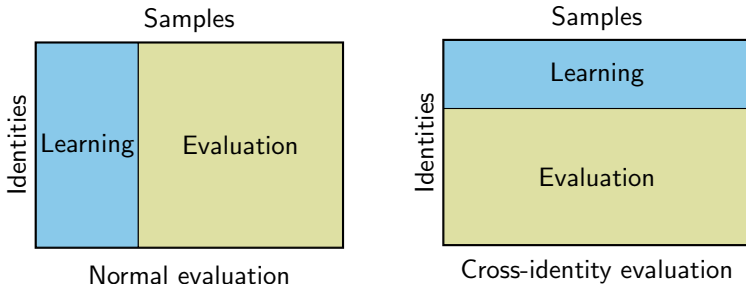 Samples
Identities
Learning
Evaluation
Normal evaluation
Samples
Identities
Learning
Evaluation
Cross-identity evaluation